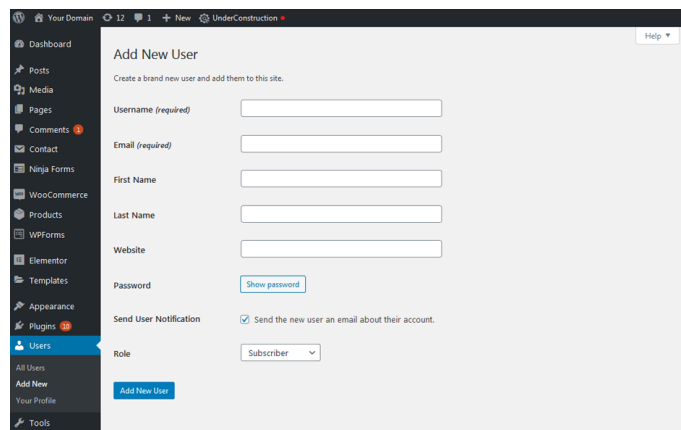 Your Domain 12 1 + New UnderConstruction
Help
Dashboard
Posts
Media
Pages
Comments 1
Contact
Ninja Forms
WooCommerce
Products
WPForms
Elementor
Templates
Appearance
Plugins 10
Users
All Users
Add New
Your Profile
Tools
Add New User
Create a brand new user and add them to this site.
Username (required)
Email (required)
First Name
Last Name
Website
Password Show password
Send User Notification Send the new user an email about their account.
Role Subscriber
Add New User